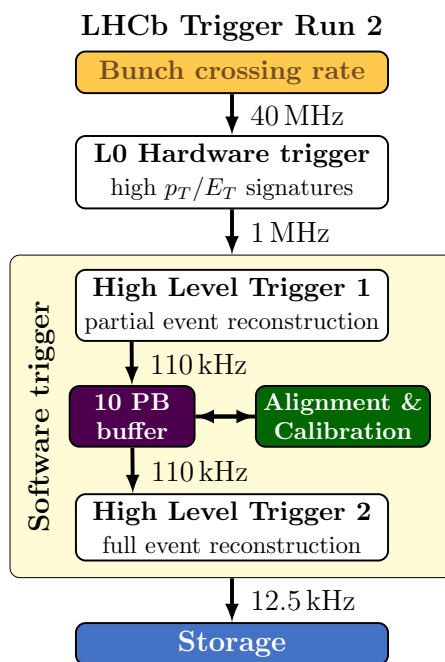 LHCb Trigger Run 2
Bunch crossing rate
40 MHz
L0 Hardware trigger
high p_T/E_T signatures
1 MHz
Software trigger
High Level Trigger 1
partial event reconstruction
110 kHz
10 PB
buffer
Alignment &
Calibration
110 kHz
High Level Trigger 2
full event reconstruction
12.5 kHz
Storage